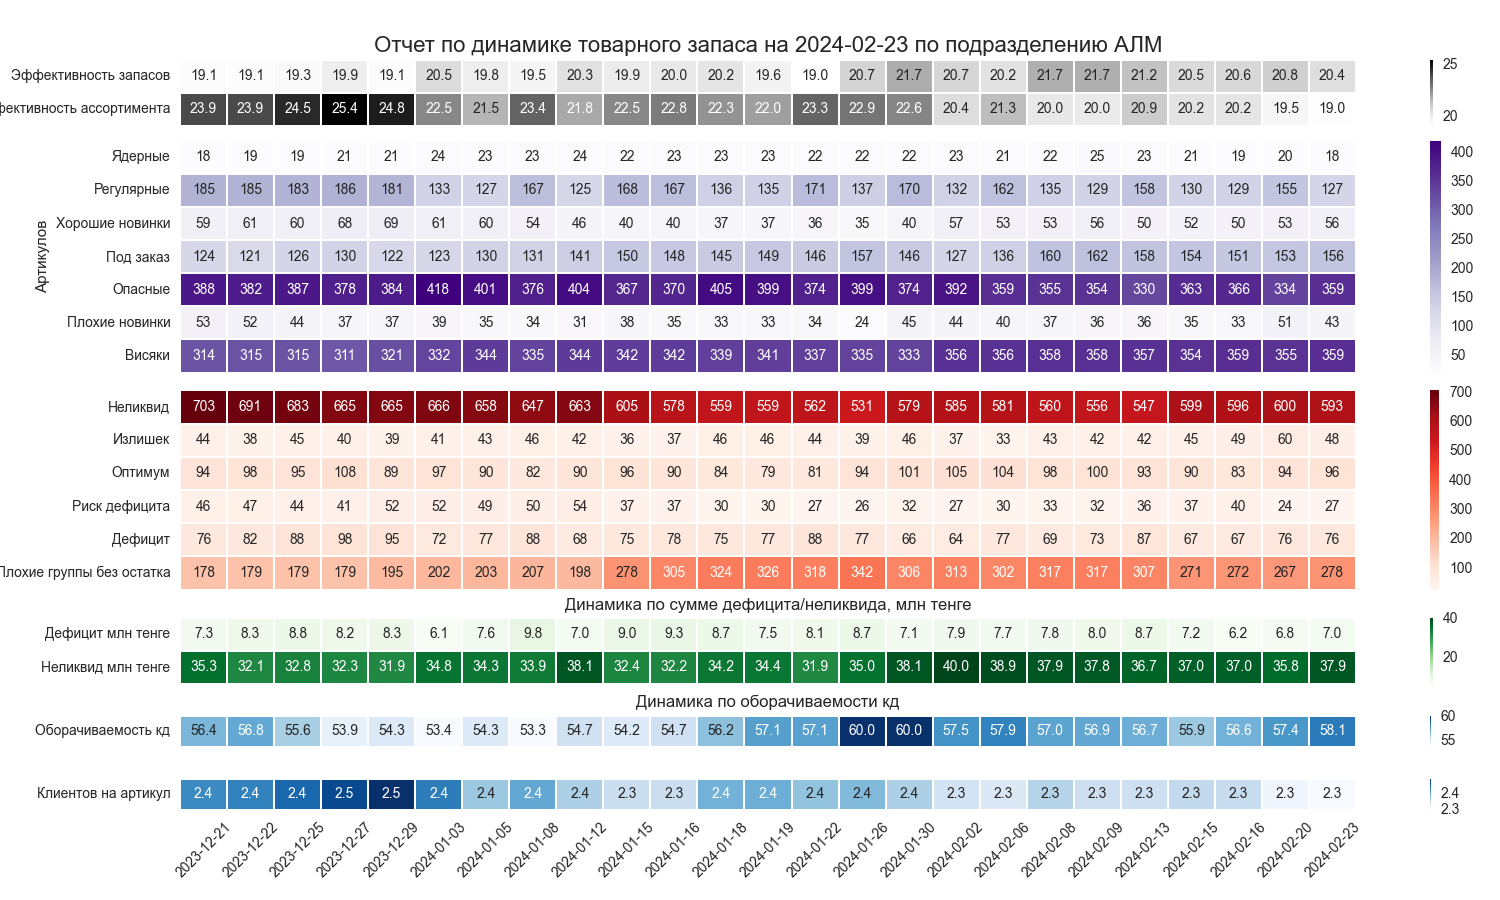 Отчет по динамике товарного запаса на 2024-02-23 по подразделению АЛМ
Эффективность запасов 19.1 19.1 19.3 19.9 19.1 20.5 19.8 19.5 20.3 19.9 20.0 20.2 19.6 19.0 20.7 21.7 20.7 20.2 21.7 21.7 21.2 20.5 20.6 20.8 20.4
фективность ассортимента 23.9 23.9 24.5 25.4 24.8 22.5 21.5 23.4 21.8 22.5 22.8 22.3 22.0 23.3 22.9 22.6 20.4 21.3 20.0 20.0 20.9 20.2 20.2 19.5 19.0
25
20
Артикулов
Ядерные 18 19 19 21 21 24 23 23 24 22 23 23 23 22 22 22 23 21 22 25 23 21 19 20 18
Регулярные 185 185 183 186 181 133 127 167 125 168 167 136 135 171 137 170 132 162 135 129 158 130 129 155 127
Хорошие новинки 59 61 60 68 69 61 60 54 46 40 40 37 37 36 35 40 57 53 53 56 50 52 50 53 56
Под заказ 124 121 126 130 122 123 130 131 141 150 148 145 149 146 157 146 127 136 160 162 158 154 151 153 156
Опасные 388 382 387 378 384 418 401 376 404 367 370 405 399 374 399 374 392 359 355 354 330 363 366 334 359
Плохие новинки 53 52 44 37 37 39 35 34 31 38 35 33 33 34 24 45 44 40 37 36 36 35 33 51 43
Висяки 314 315 315 311 321 332 344 335 344 342 342 339 341 337 335 333 356 356 358 358 357 354 359 355 359
400
350
300
250
200
150
100
50
Неликвид 703 691 683 665 665 666 658 647 663 605 578 559 559 562 531 579 585 581 560 556 547 599 596 600 593
Излишек 44 38 45 40 39 41 43 46 42 36 37 46 46 44 39 46 37 33 43 42 42 45 49 60 48
Оптимум 94 98 95 108 89 97 90 82 90 96 90 84 79 81 94 101 105 104 98 100 93 90 83 94 96
Риск дефицита 46 47 44 41 52 52 49 50 54 37 37 30 30 27 26 32 27 30 33 32 36 37 40 24 27
Дефицит 76 82 88 98 95 72 77 88 68 75 78 75 77 88 77 66 64 77 69 73 87 67 67 76 76
Плохие группы без остатка 178 179 179 179 195 202 203 207 198 278 305 324 326 318 342 306 313 302 317 317 307 271 272 267 278
700
600
500
400
300
200
100
Динамика по сумме дефицита/неликвида, млн тенге
Дефицит млн тенге 7.3 8.3 8.8 8.2 8.3 6.1 7.6 9.8 7.0 9.0 9.3 8.7 7.5 8.1 8.7 7.1 7.9 7.7 7.8 8.0 8.7 7.2 6.2 6.8 7.0
Неликвид млн тенге 35.3 32.1 32.8 32.3 31.9 34.8 34.3 33.9 38.1 32.4 32.2 34.2 34.4 31.9 35.0 38.1 40.0 38.9 37.9 37.8 36.7 37.0 37.0 35.8 37.9
40
20
Динамика по оборачиваемости кд
Оборачиваемость кд 56.4 56.8 55.6 53.9 54.3 53.4 54.3 53.3 54.7 54.2 54.7 56.2 57.1 57.1 60.0 60.0 57.5 57.9 57.0 56.9 56.7 55.9 56.6 57.4 58.1
60
55
Клиентов на артикул 2.4 2.4 2.4 2.5 2.5 2.4 2.4 2.4 2.4 2.3 2.3 2.4 2.4 2.4 2.4 2.4 2.3 2.3 2.3 2.3 2.3 2.3 2.3 2.3 2.3
2.4
2.3
2023-12-21 2023-12-22 2023-12-25 2023-12-27 2023-12-29 2024-01-03 2024-01-05 2024-01-08 2024-01-12 2024-01-15 2024-01-16 2024-01-18 2024-01-19 2024-01-22 2024-01-26 2024-01-30 2024-02-02 2024-02-06 2024-02-08 2024-02-09 2024-02-13 2024-02-15 2024-02-16 2024-02-20 2024-02-23